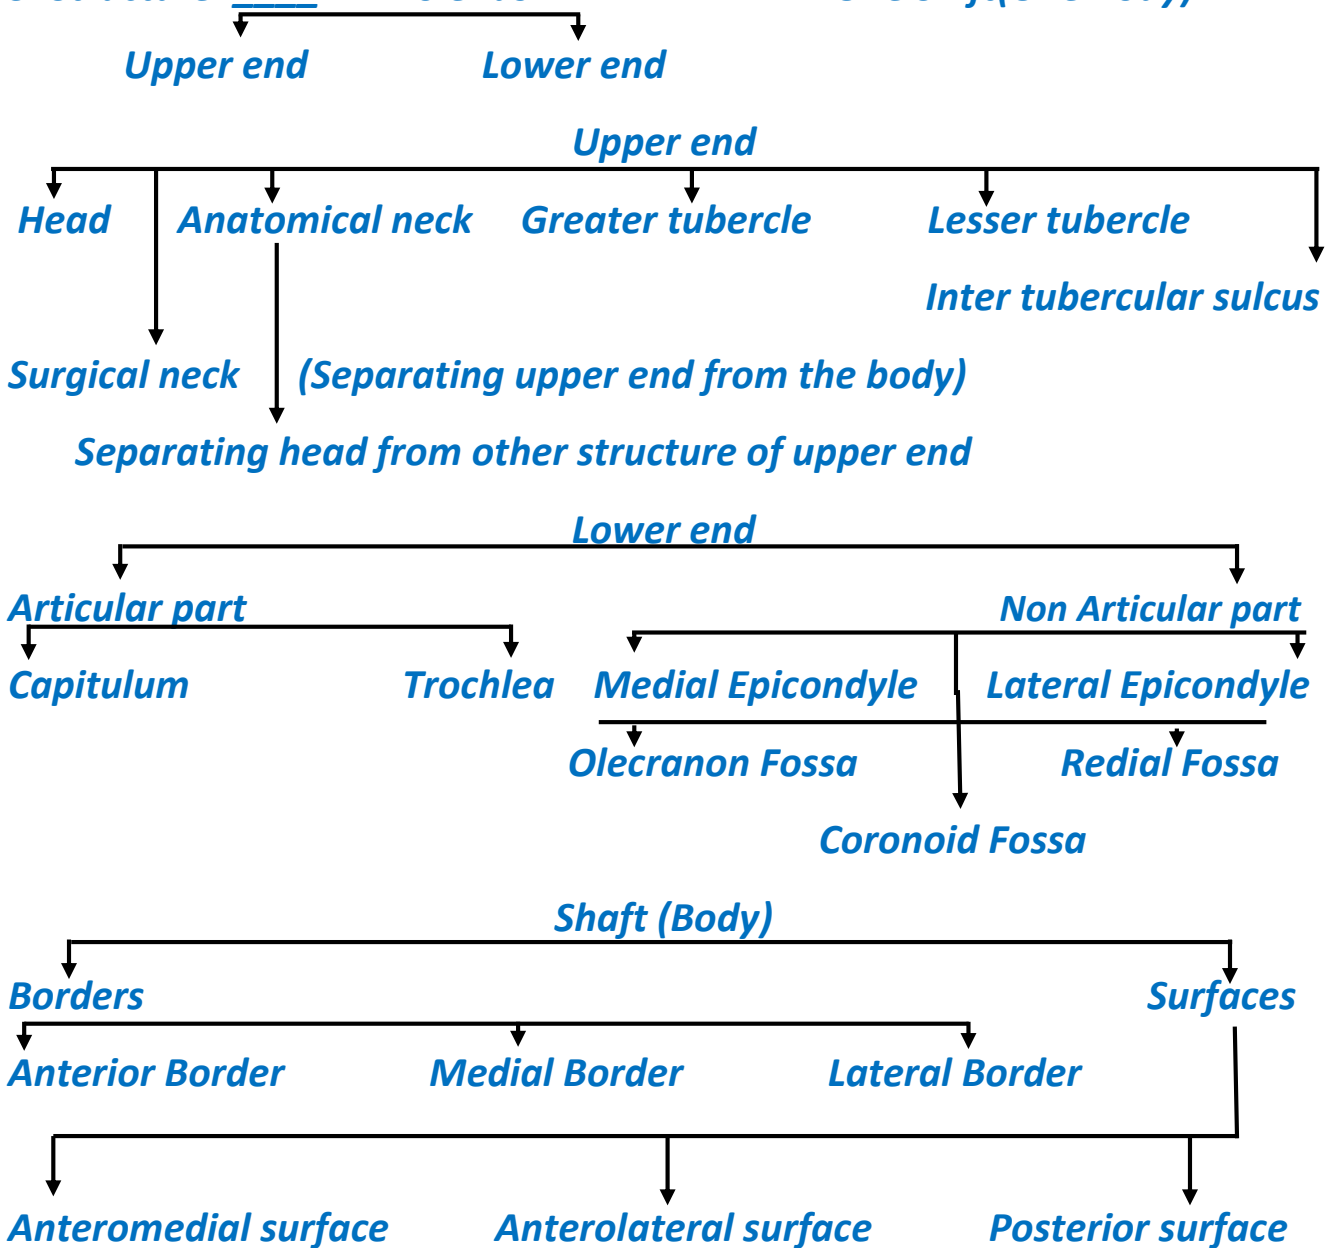 Upper end Lower end
Upper end
Head Anatomical neck Greater tubercle Lesser tubercle
Inter tubercular sulcus
Surgical neck (Separating upper end from the body)
Separating head from other structure of upper end
Lower end
Articular part Non Articular part
Capitulum Trochlea Medial Epicondyle Lateral Epicondyle
Olecranon Fossa Redial Fossa
Coronoid Fossa
Shaft (Body)
Borders Surfaces
Anterior Border Medial Border Lateral Border
Anteromedial surface Anterolateral surface Posterior surface